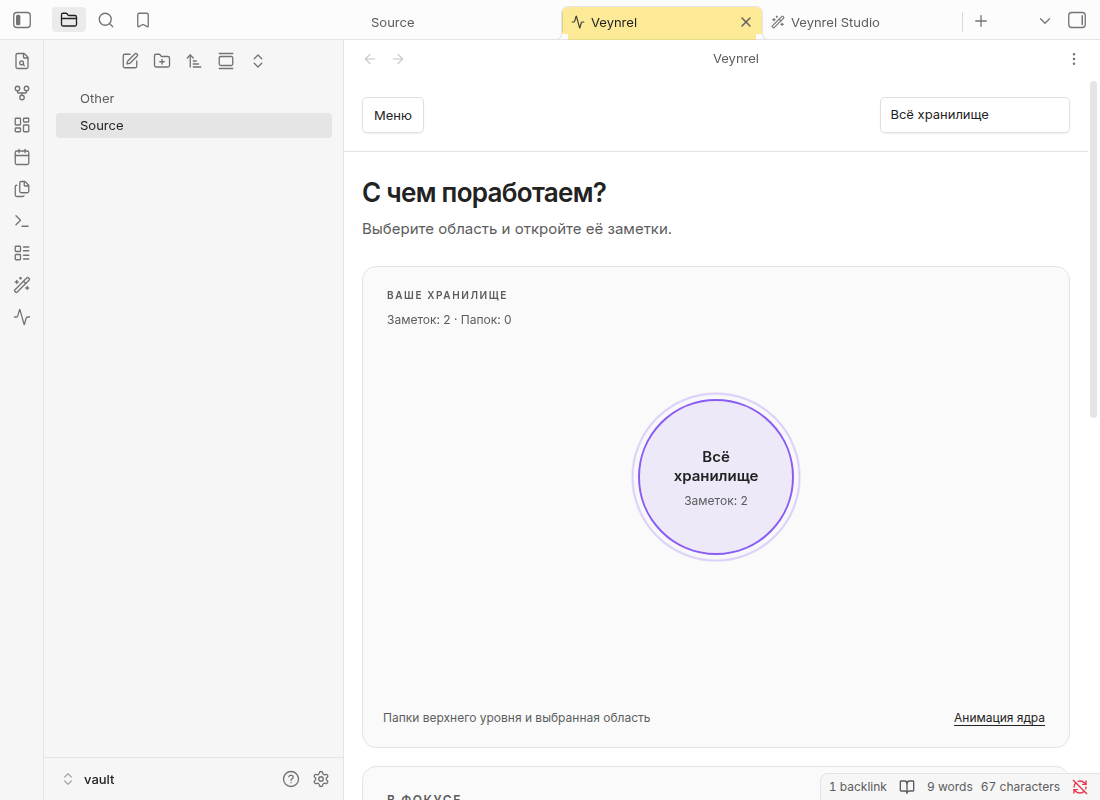 Source
Veynrel
Veynrel Studio
Veynrel
Other
Source
Меню
Всё хранилище
С чем поработаем?
Выберите область и откройте её заметки.
ВАШЕ ХРАНИЛИЩЕ
Заметок: 2 · Папок: 0
Всё
хранилище
Заметок: 2
Папки верхнего уровня и выбранная область
Анимация ядра
В ФОКУСЕ
vault
1 backlink
9 words
67 characters